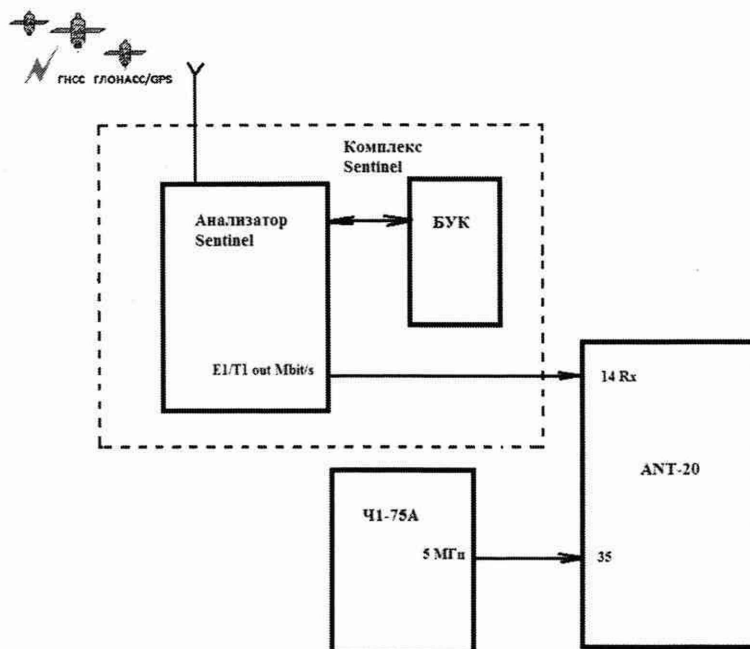 ГНСС ГЛОНАСС/GPS
Комплекс
Sentinel
Анализатор
Sentinel
БУК
E1/T1 out Mbit/s
14 Rx
ANT-20
Ч1-75А
5 МГц
35